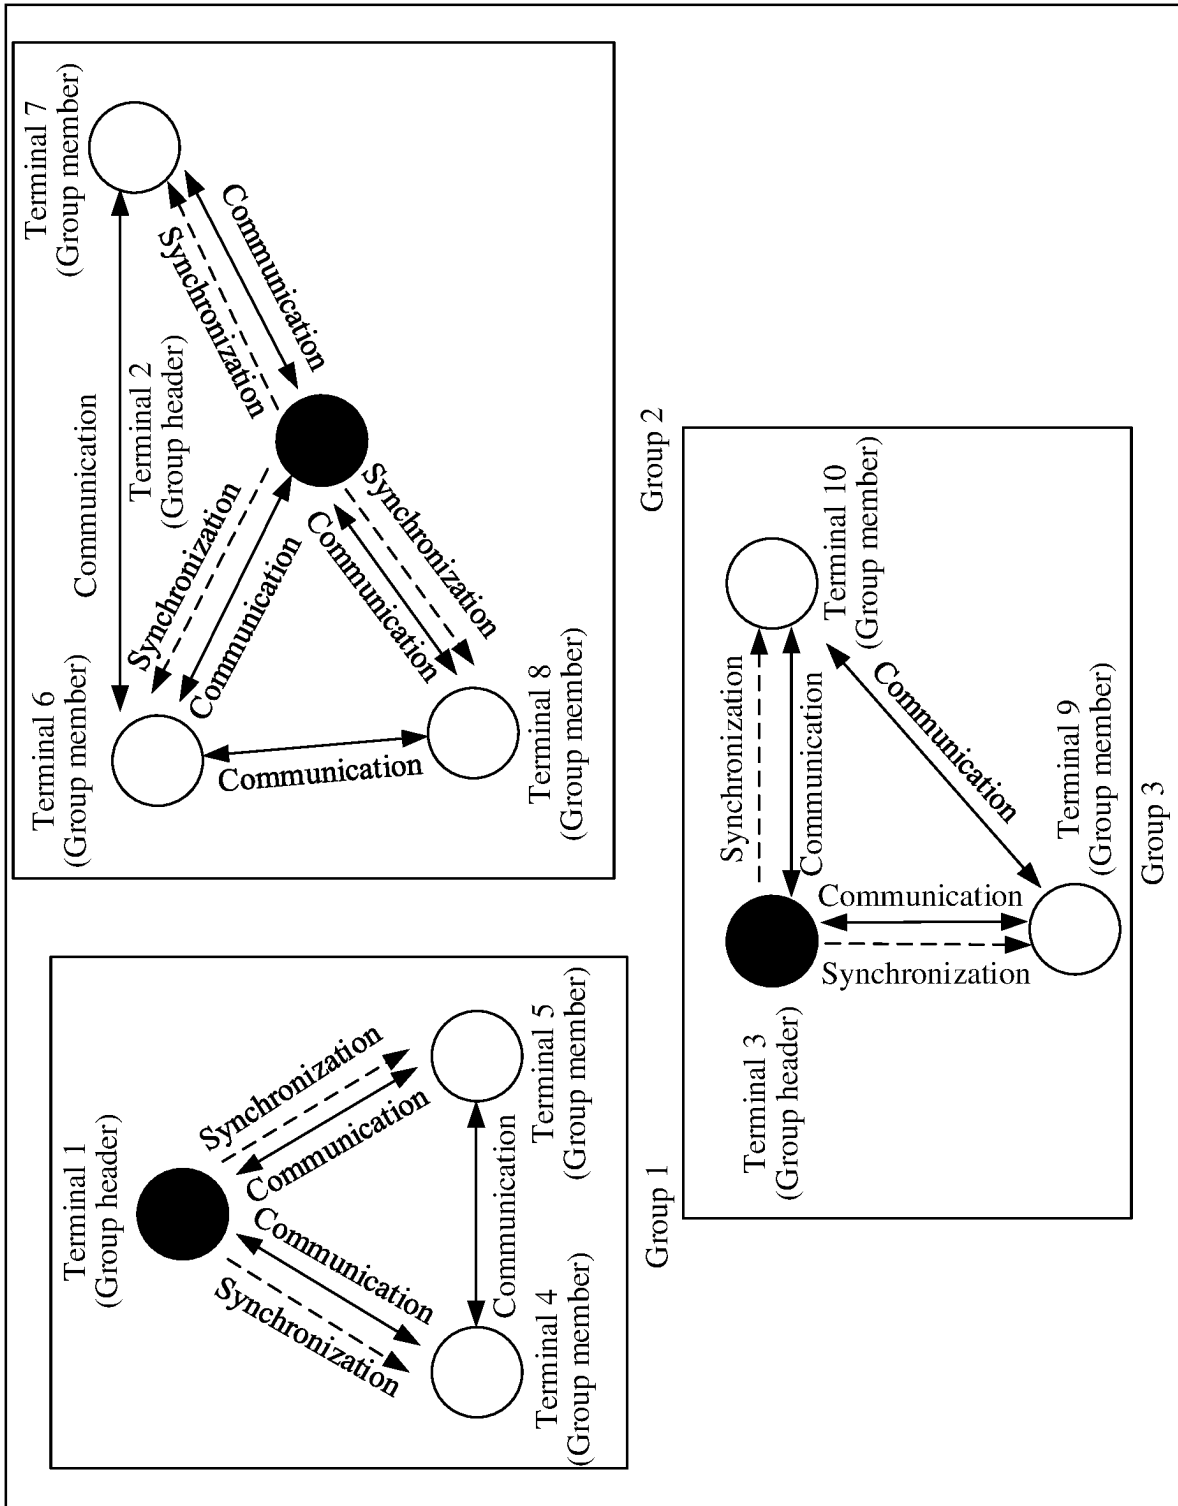 Terminal 1
(Group header)
Synchronization
Communication
Communication
Synchronization
Communication
Terminal 4
(Group member)
Terminal 5
(Group member)
Group 1
Terminal 6
(Group member)
Communication
Terminal 7
(Group member)
Terminal 2
(Group header)
Synchronization
Communication
Synchronization
Communication
Communication
Communication
Synchronization
Terminal 8
(Group member)
Group 2
Terminal 3
(Group header)
Synchronization
Communication
Terminal 10
(Group member)
Communication
Synchronization
Communication
Terminal 9
(Group member)
Group 3